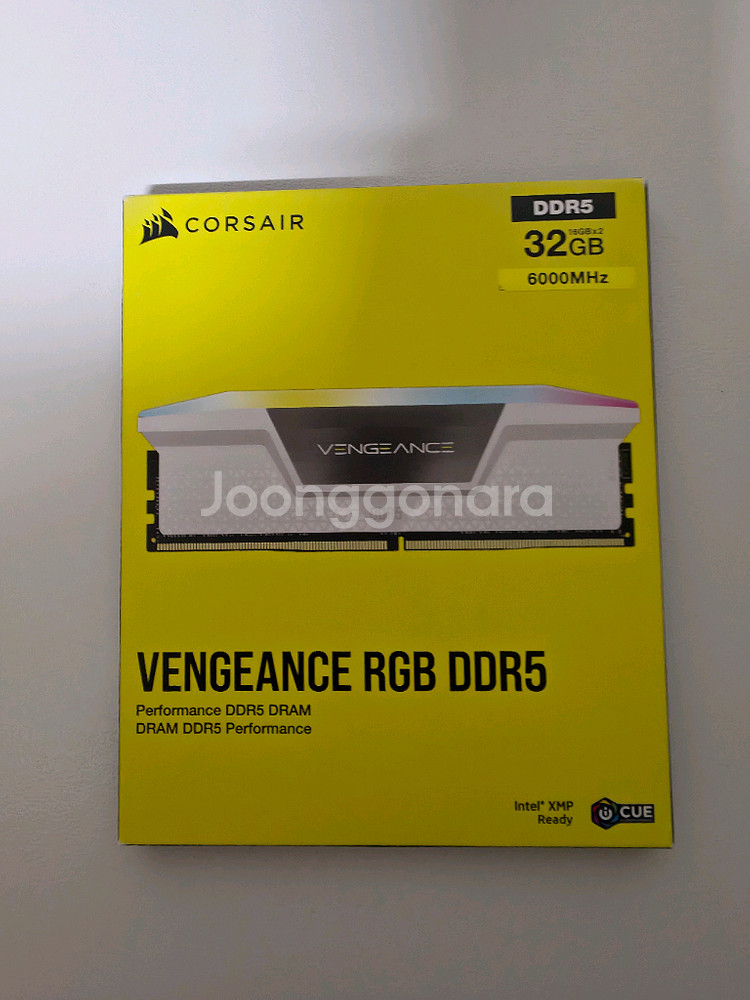 CORSAIR
DDR5
16GBx2
32GB
6000MHz
VENGEANCE
Joonggonara
VENGEANCE RGB DDR5
Performance DDR5 DRAM
DRAM DDR5 Performance
Intel® XMP
Ready
iCUE